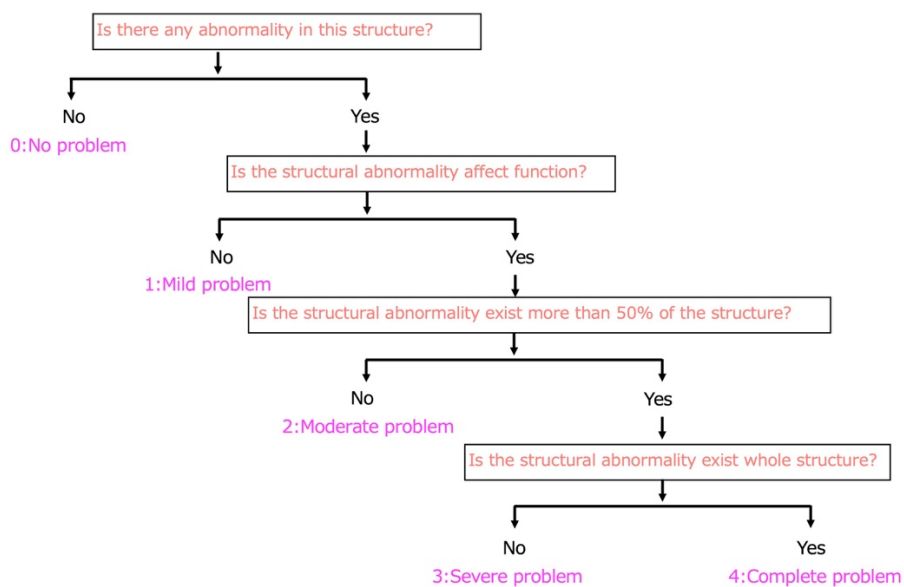 Is there any abnormality in this structure?
No
Yes
0:No problem
Is the structural abnormality affect function?
No
Yes
1:Mild problem
Is the structural abnormality exist more than 50% of the structure?
No
Yes
2:Moderate problem
Is the structural abnormality exist whole structure?
No
Yes
3:Severe problem
4:Complete problem